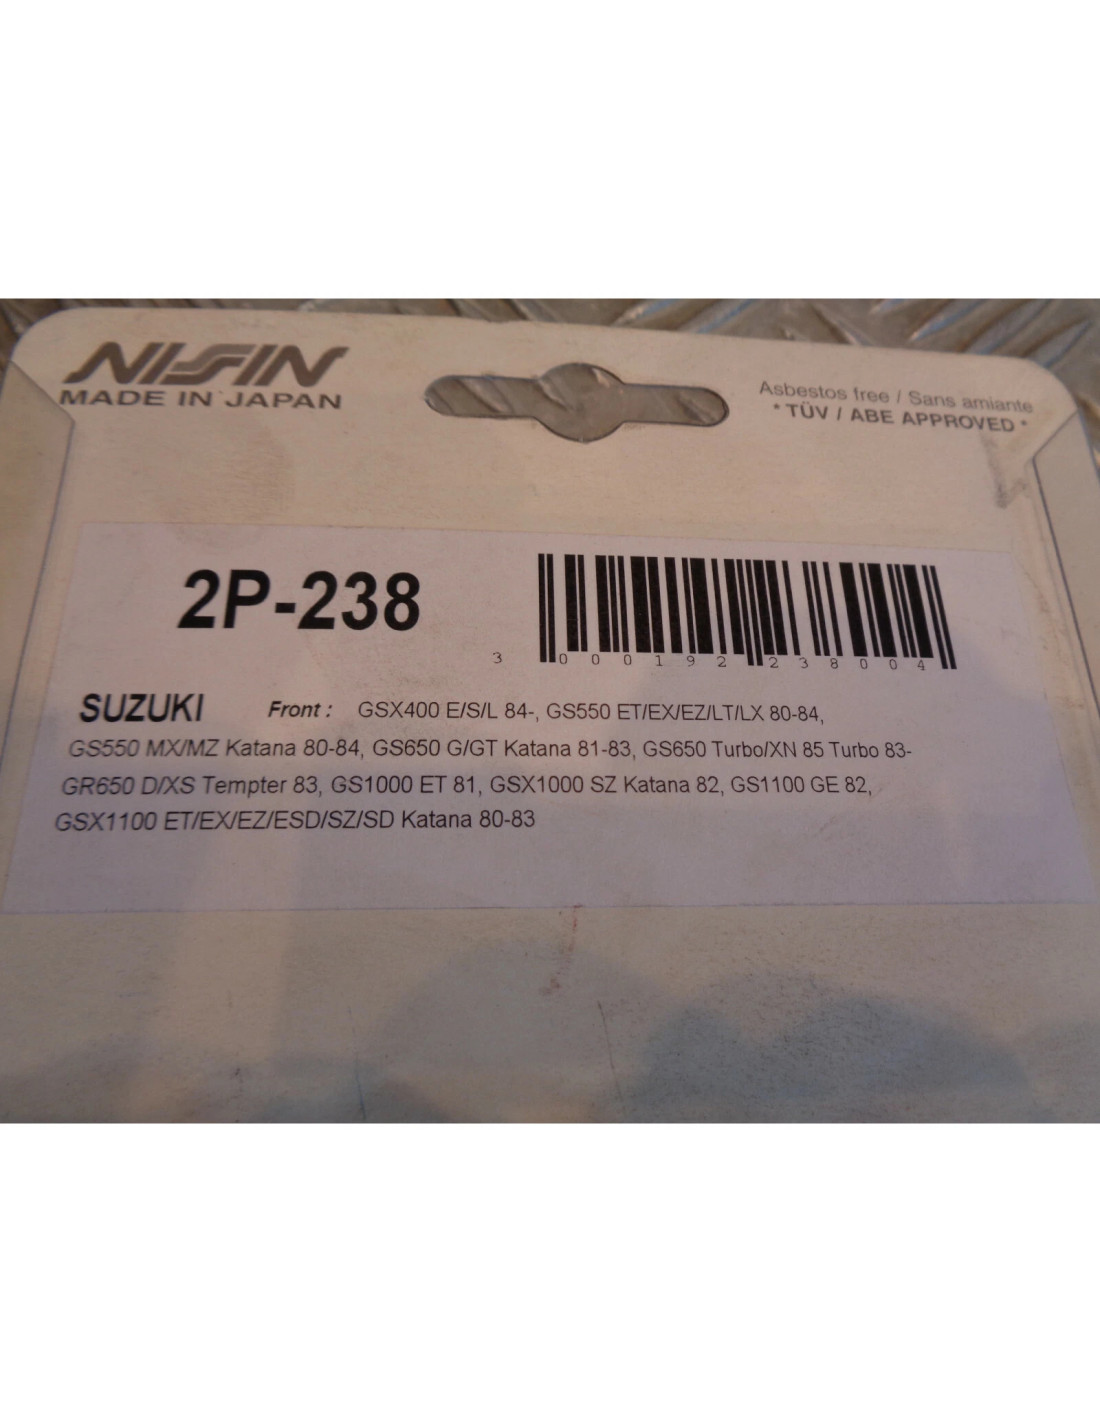 NISSIN
MADE IN JAPAN
Asbestos free / Sans amiante
* TÜV / ABE APPROVED *
2P-238
3 000192 238004
SUZUKI Front : GSX400 E/S/L 84-, GS550 ET/EX/EZ/LT/LX 80-84,
GS550 MX/MZ Katana 80-84, GS650 G/GT Katana 81-83, GS650 Turbo/XN 85 Turbo 83-
GR650 D/XS Tempter 83, GS1000 ET 81, GSX1000 SZ Katana 82, GS1100 GE 82,
GSX1100 ET/EX/EZ/ESD/SZ/SD Katana 80-83